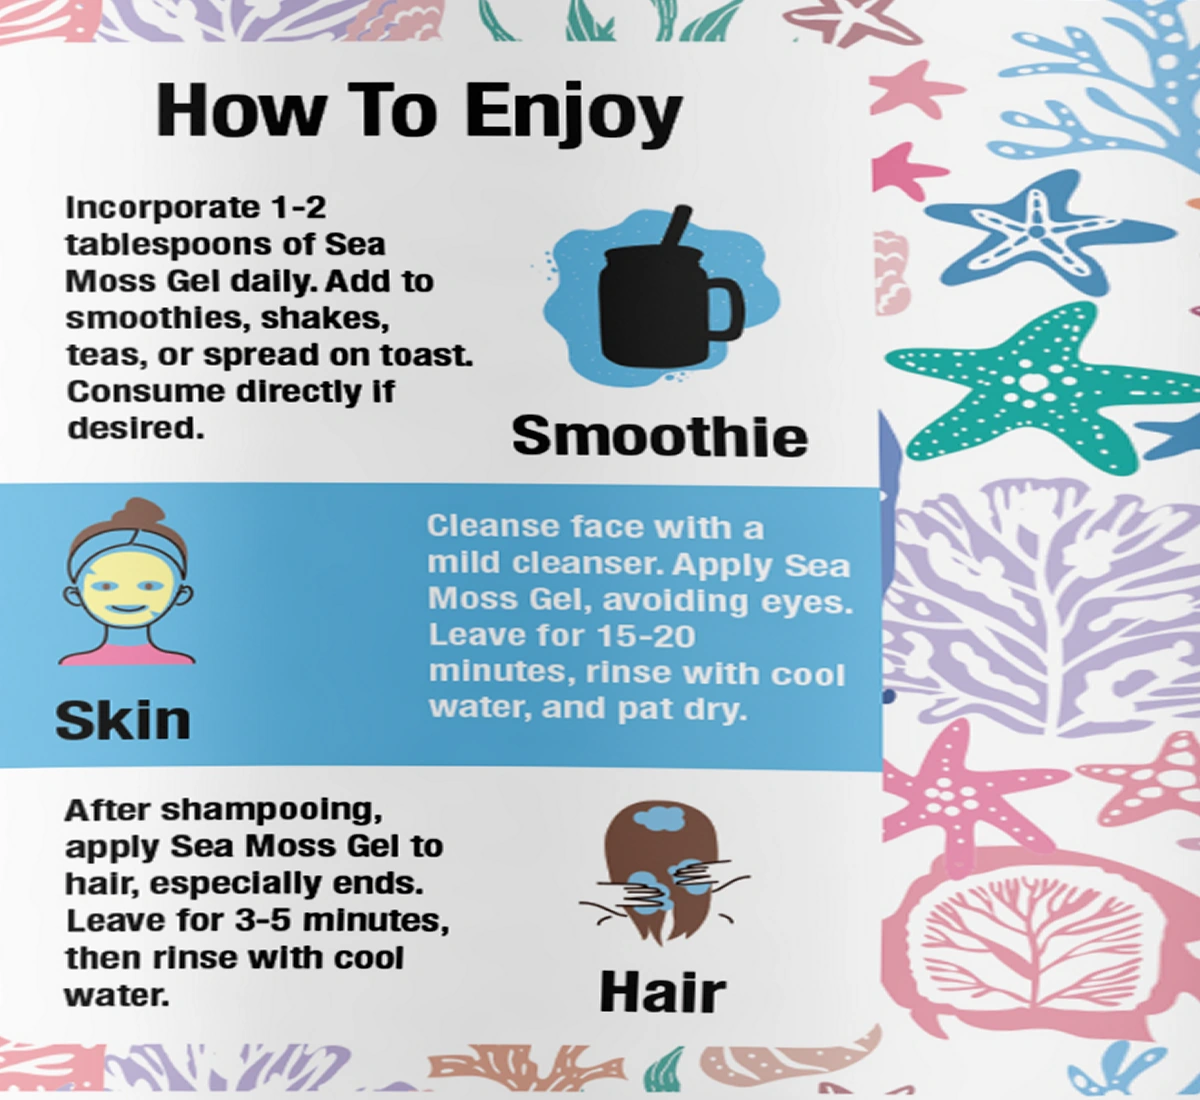 How To Enjoy
Incorporate 1-2
tablespoons of Sea
Moss Gel daily. Add to
smoothies, shakes,
teas, or spread on toast.
Consume directly if
desired.
Smoothie
Cleanse face with a
mild cleanser. Apply Sea
Moss Gel, avoiding eyes.
Leave for 15-20
minutes, rinse with cool
water, and pat dry.
Skin
After shampooing,
apply Sea Moss Gel to
hair, especially ends.
Leave for 3-5 minutes,
then rinse with cool
water.
Hair